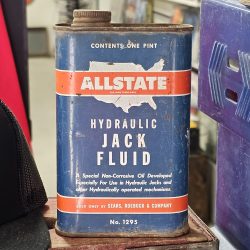 CONTENTS ONE PINT
ALLSTATE
HYDRAULIC
JACK
FLUID
A Special Non-Corrosive Oil Developed
Especially For Use in Hydraulic Jacks and
other Hydraulically operated mechanisms.
SOLD ONLY BY SEARS, ROEBUCK & COMPANY
No. 1295